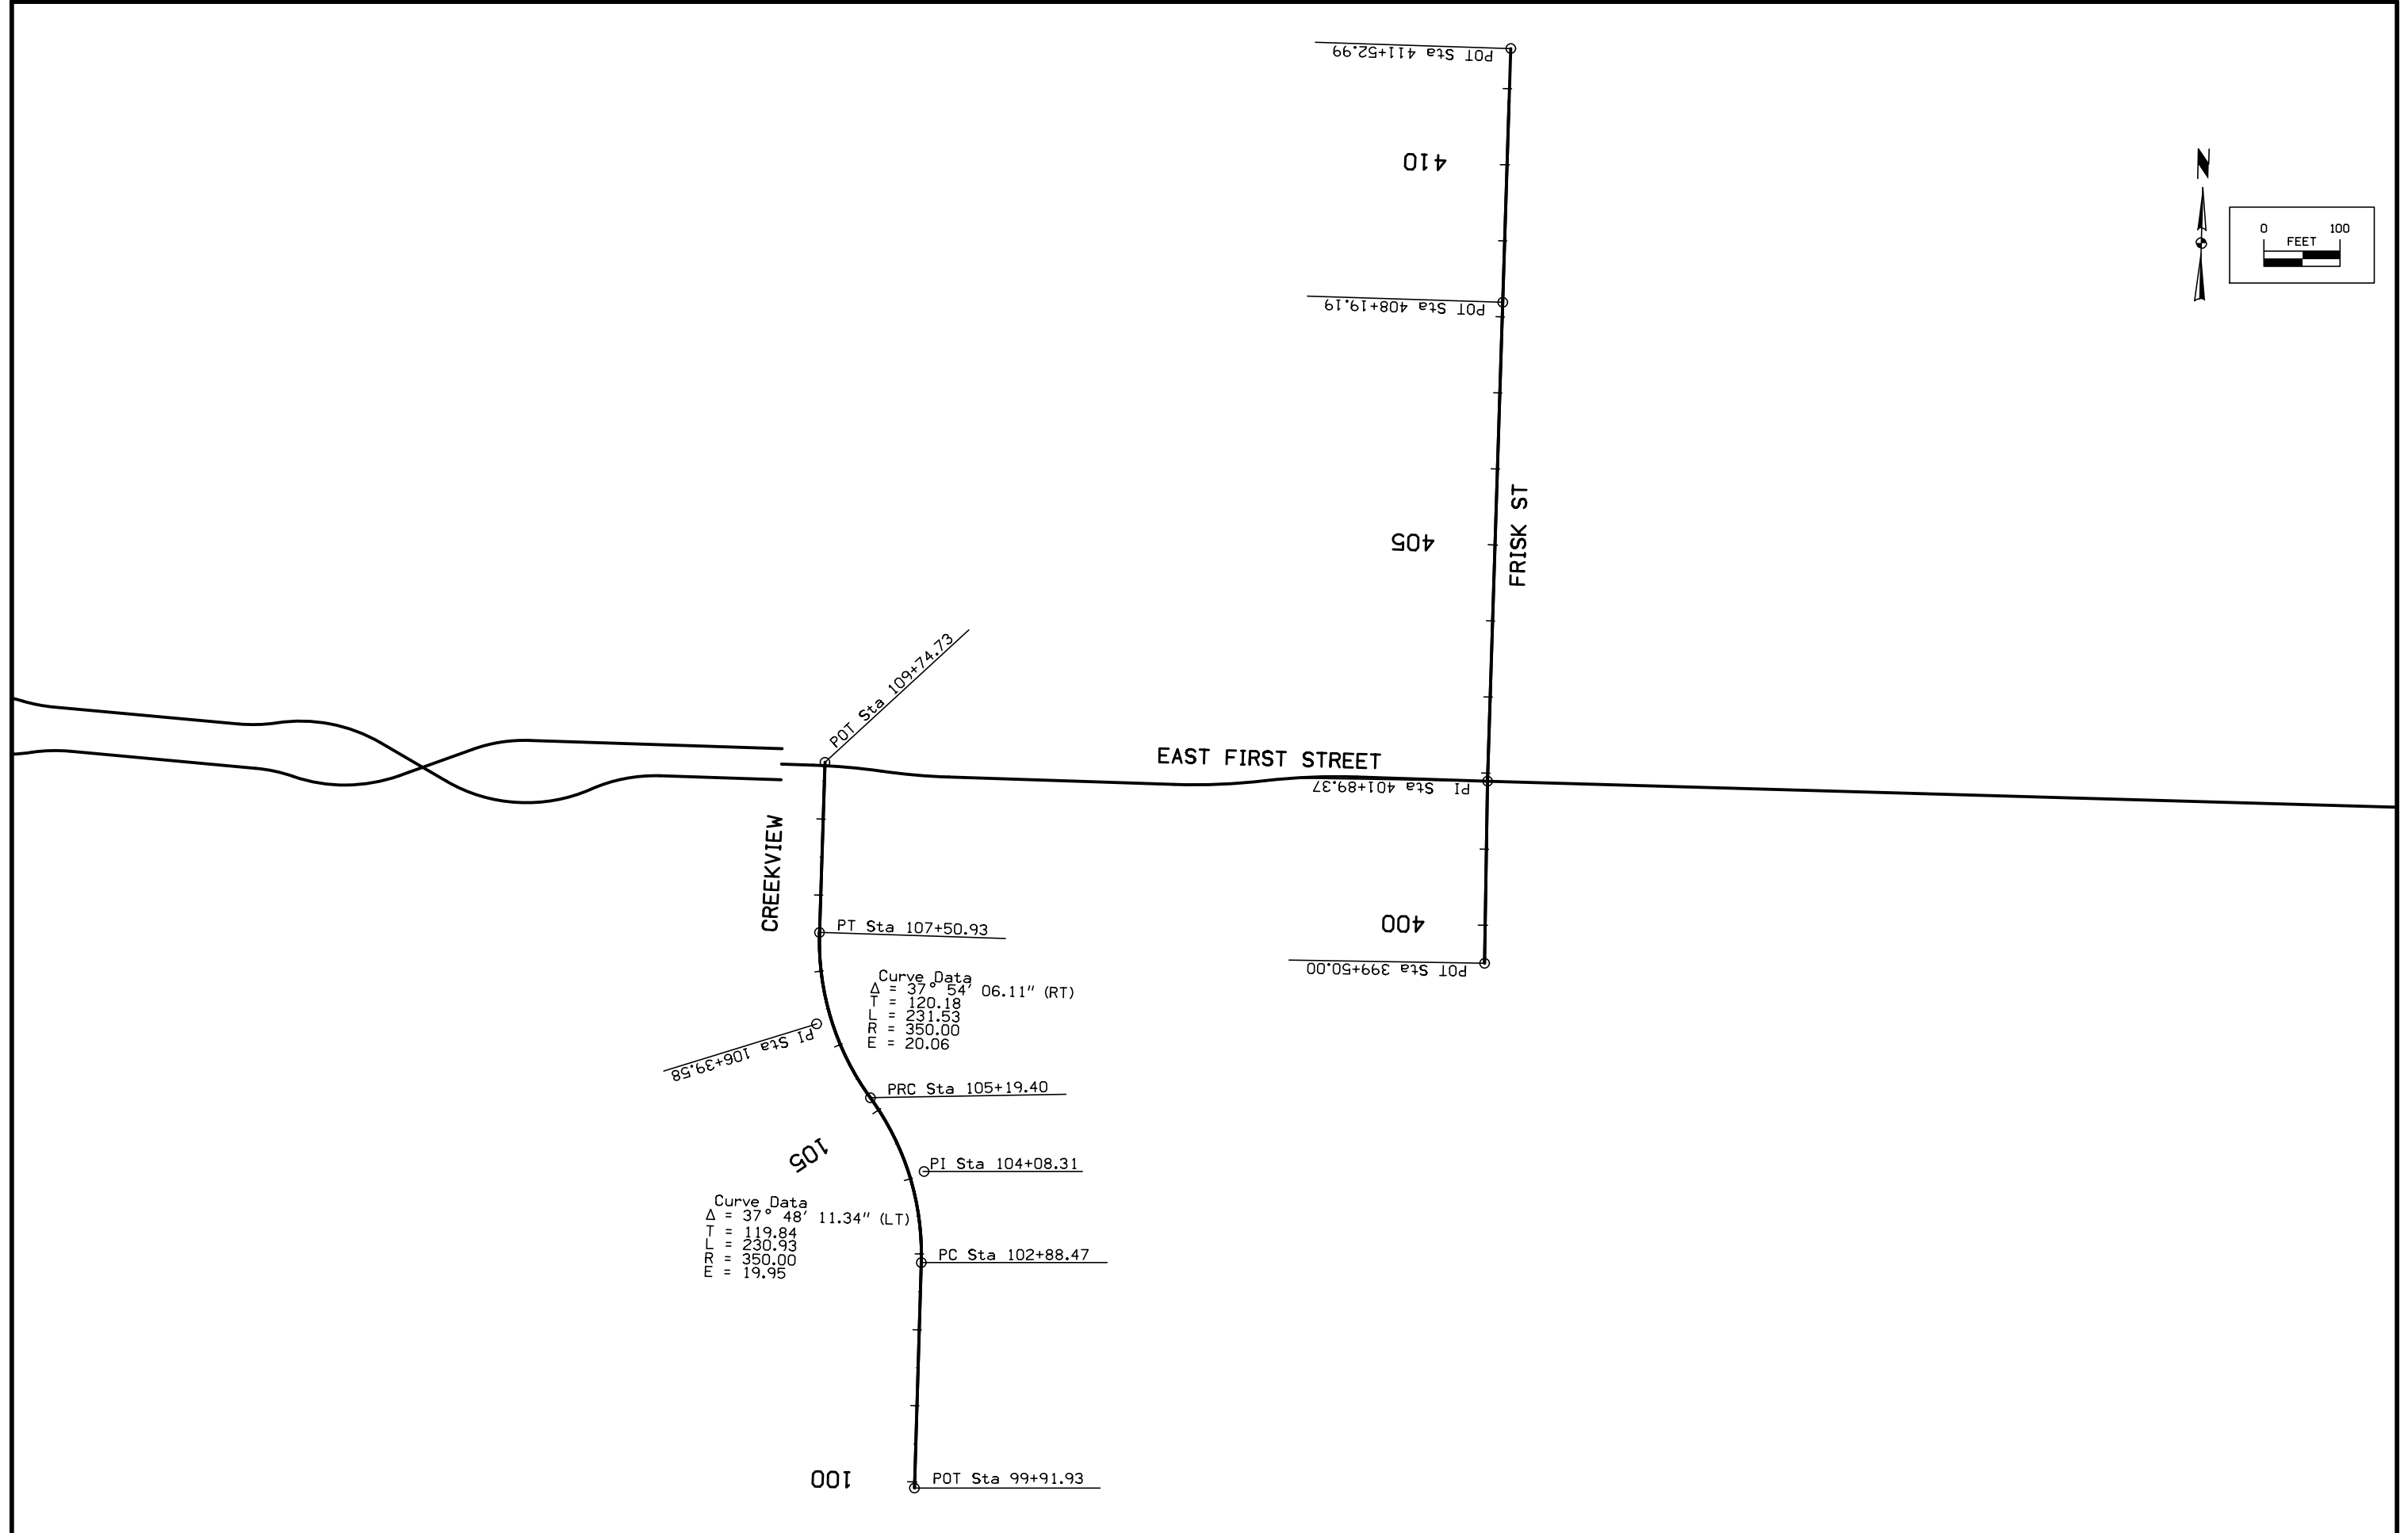 POT Sta 411+52.99
410
N
0 100
FEET
POT Sta 408+19.19
405
FRISK ST
POT Sta 109+74.73
EAST FIRST STREET
PI Sta 401+89.37
CREEKVIEW
400
PT Sta 107+50.93
POT Sta 399+50.00
Curve Data
Δ = 37° 54' 06.11" (RT)
T = 120.18
L = 231.53
R = 350.00
E = 20.06
PI Sta 106+39.58
PRC Sta 105+19.40
105
PI Sta 104+08.31
Curve Data
Δ = 37° 48' 11.34" (LT)
T = 119.84
L = 230.93
R = 350.00
E = 19.95
PC Sta 102+88.47
100
POT Sta 99+91.93